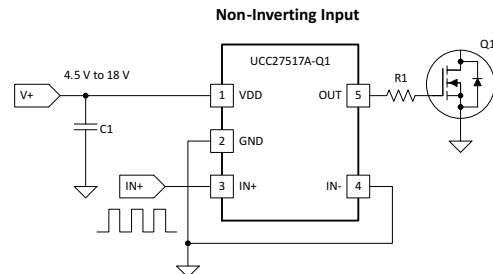 Non-Inverting Input
Q1
4.5 V to 18 V
UCC27517A-Q1
V+
1 VDD
OUT 5
R1
C1
2 GND
IN+
3 IN+
IN- 4